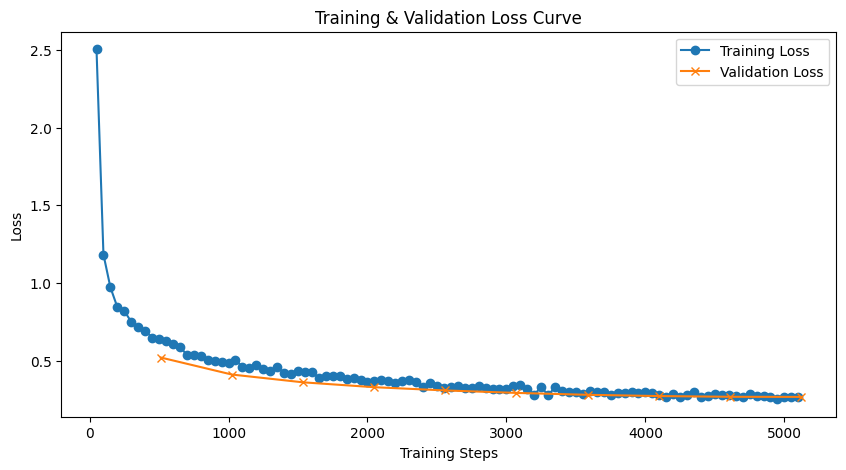 Training & Validation Loss Curve
Training Loss
Validation Loss
2.5
2.0
1.5
1.0
0.5
Loss
0
1000
2000
3000
4000
5000
Training Steps